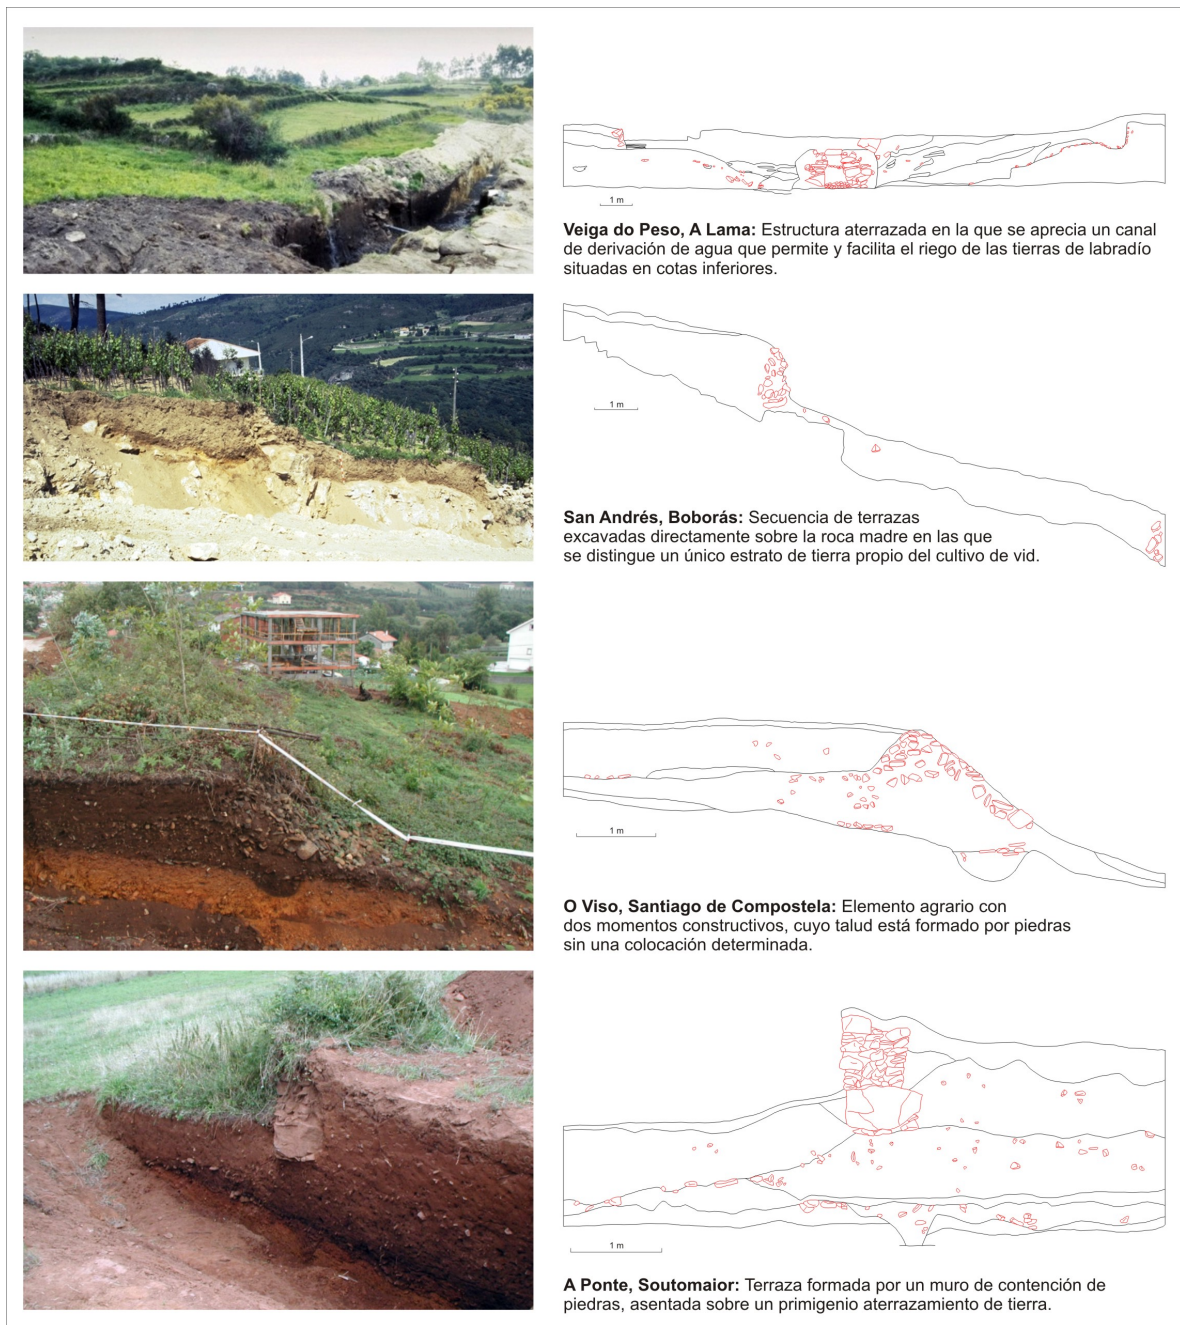 1 m
Veiga do Peso, A Lama: Estructura aterrazada en la que se aprecia un canal
de derivación de agua que permite y facilita el riego de las tierras de labradío
situadas en cotas inferiores.
1 m
San Andrés, Boborás: Secuencia de terrazas
excavadas directamente sobre la roca madre en las que
se distingue un único estrato de tierra propio del cultivo de vid.
1 m
O Viso, Santiago de Compostela: Elemento agrario con
dos momentos constructivos, cuyo talud está formado por piedras
sin una colocación determinada.
1 m
A Ponte, Soutomaior: Terraza formada por un muro de contención de
piedras, asentada sobre un primigenio aterrazamiento de tierra.